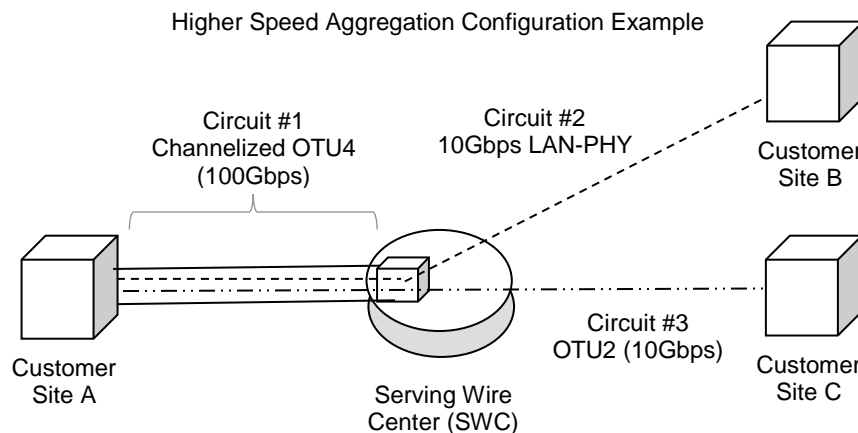 Higher Speed Aggregation Configuration Example
Circuit #1
Channelized OTU4
(100Gbps)
Circuit #2
10Gbps LAN-PHY
Customer
Site B
Customer
Site A
Serving Wire
Center (SWC)
Circuit #3
OTU2 (10Gbps)
Customer
Site C